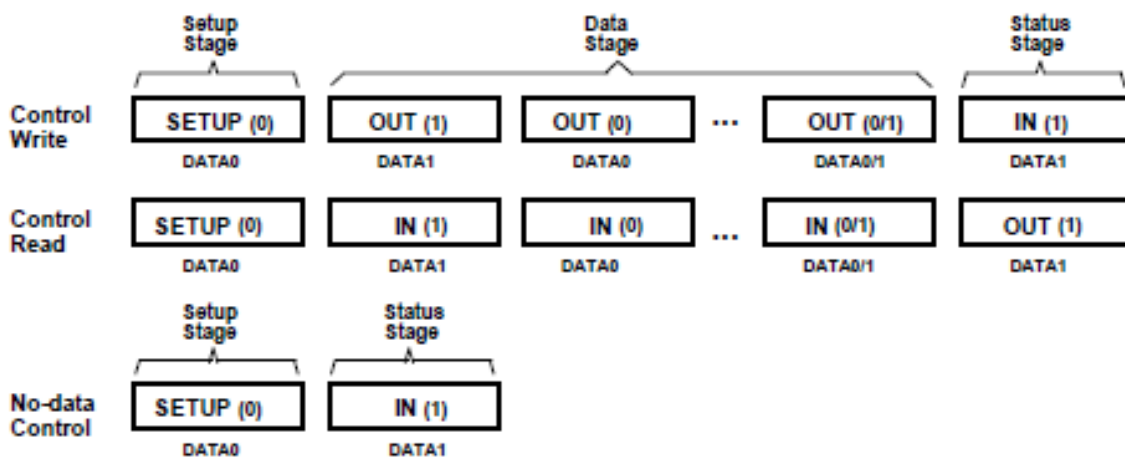 Setup Stage
Data Stage
Status Stage
Control Write
SETUP (0)
OUT (1)
OUT (0)
...
OUT (0/1)
IN (1)
DATA0
DATA1
DATA0
DATA0/1
DATA1
Control Read
SETUP (0)
IN (1)
IN (0)
...
IN (0/1)
OUT (1)
DATA0
DATA1
DATA0
DATA0/1
DATA1
Setup Stage
Status Stage
No-data Control
SETUP (0)
IN (1)
DATA0
DATA1